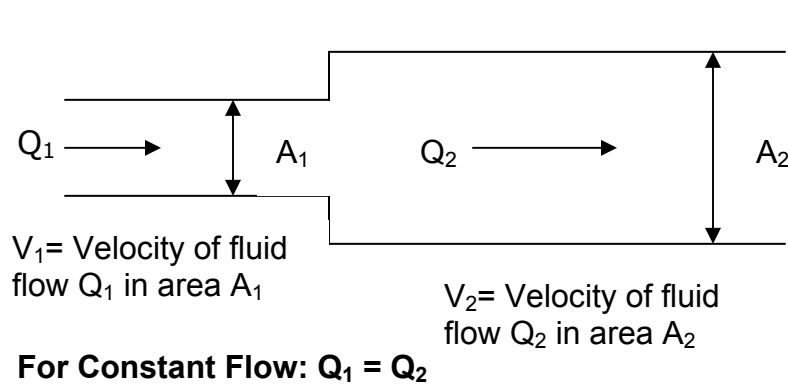 Q₁
A₁
Q₂
A₂
V₁= Velocity of fluid
flow Q₁ in area A₁
V₂= Velocity of fluid
flow Q₂ in area A₂
For Constant Flow: Q₁ = Q₂